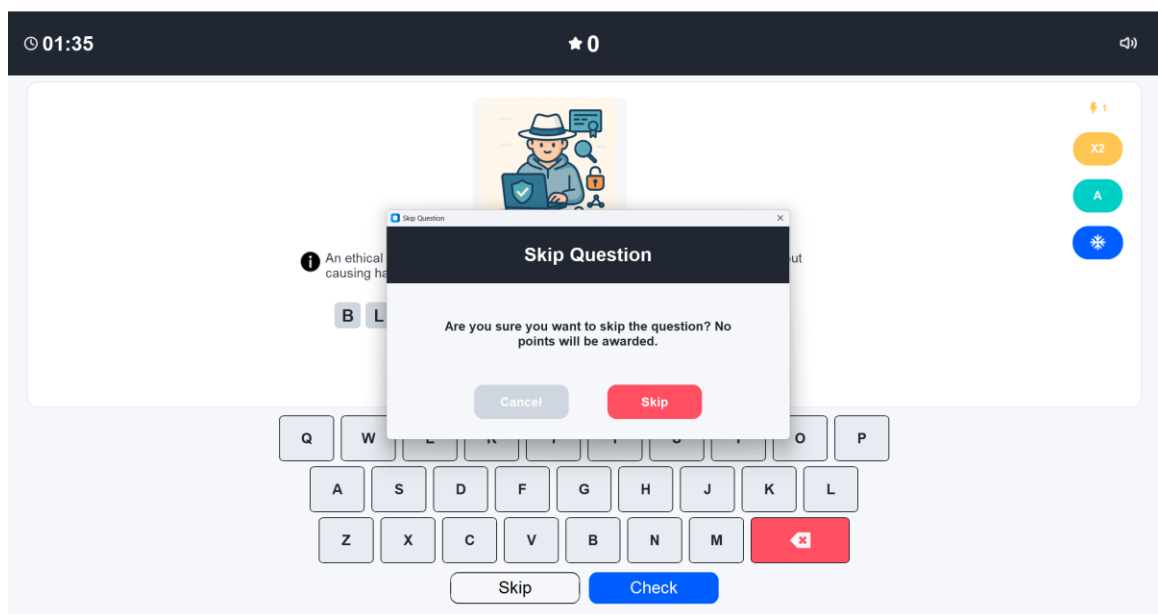 01:35
0
1
X2
A
Skip Question
Skip Question
An ethical
ut
causing ha
B L
Are you sure you want to skip the question? No
points will be awarded.
Cancel Skip
Q W O P
A S D F G H J K L
Z X C V B N M
Skip Check